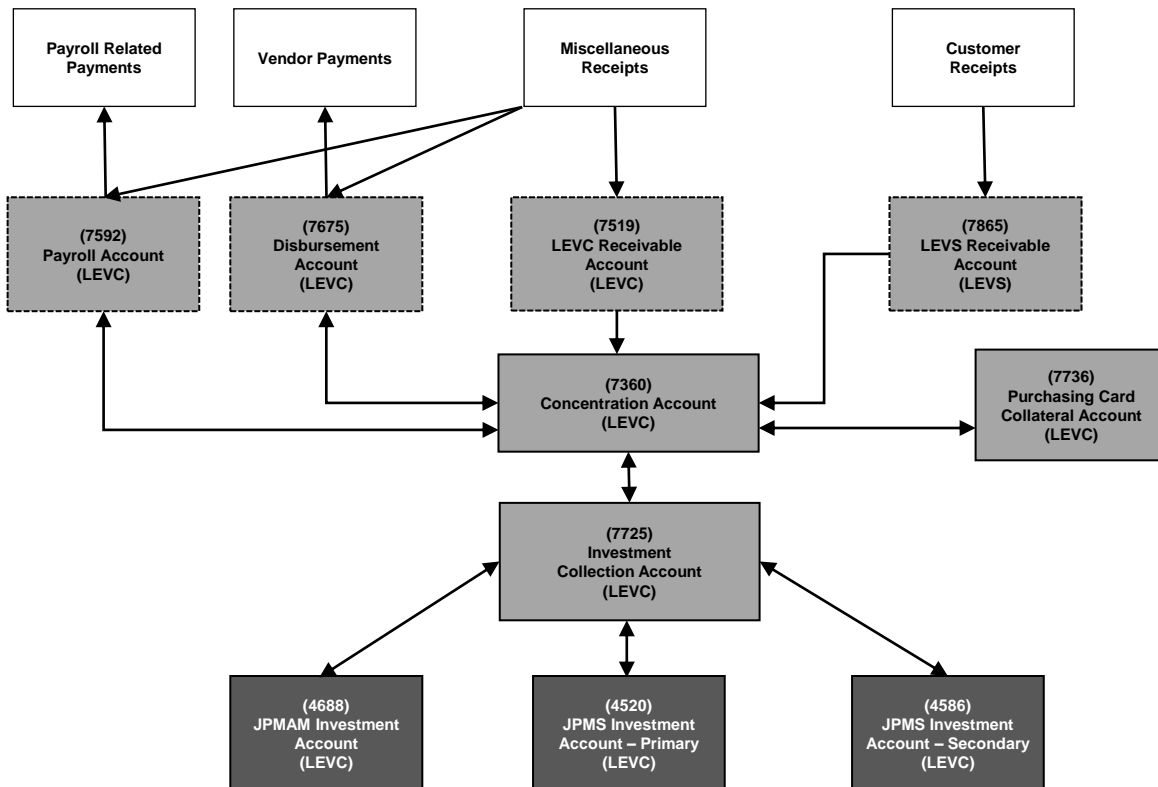 Payroll Related
Payments
Vendor Payments
Miscellaneous
Receipts
Customer
Receipts
(7592)
Payroll Account
(LEVC)
(7675)
Disbursement
Account
(LEVC)
(7519)
LEVC Receivable
Account
(LEVC)
(7865)
LEVS Receivable
Account
(LEVS)
(7360)
Concentration Account
(LEVC)
(7736)
Purchasing Card
Collateral Account
(LEVC)
(7725)
Investment
Collection Account
(LEVC)
(4688)
JPMAM Investment
Account
(LEVC)
(4520)
JPMS Investment
Account – Primary
(LEVC)
(4586)
JPMS Investment
Account – Secondary
(LEVC)